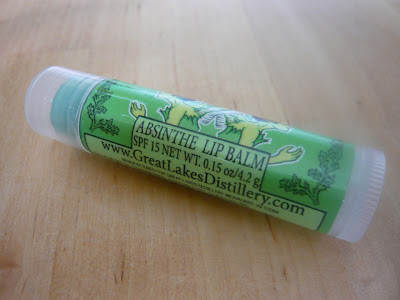 ABSINTHE LIP BALM
SPF 15 NET WT. 0.15 oz/4.2 g
www.GreatLakesDistillery.com